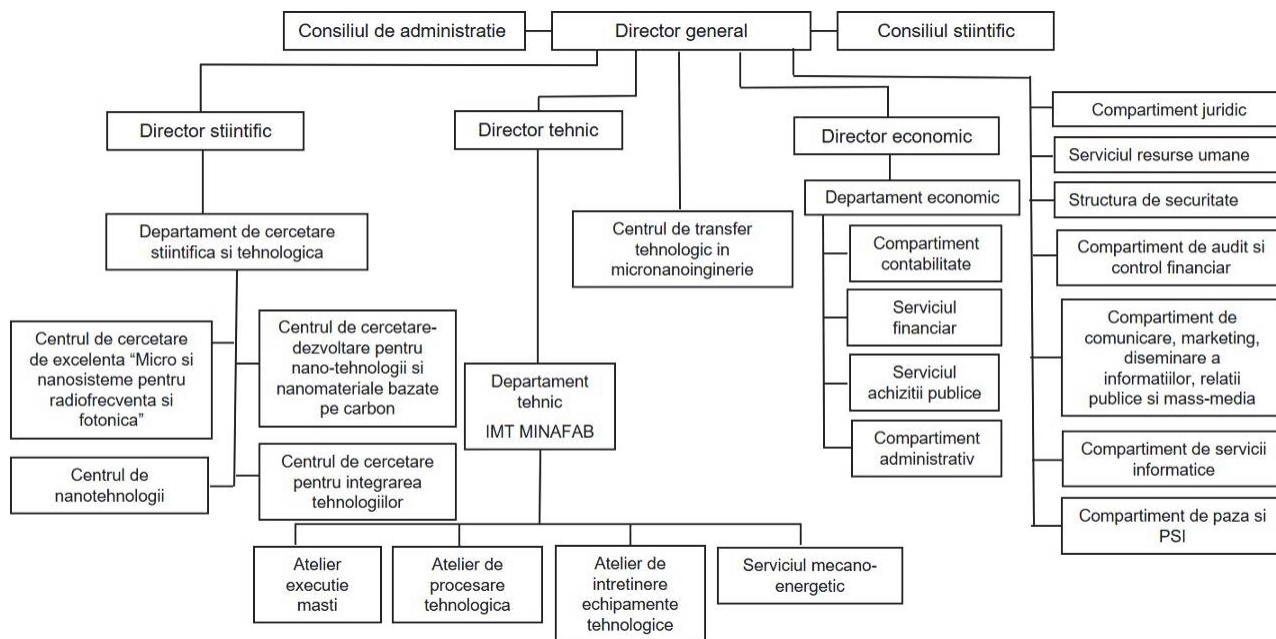 Consiliul de administratie
Director general
Consiliul stiintific
Director stiintific
Director tehnic
Director economic
Departament de cercetare
stiintifica si tehnologica
Centrul de cercetare
de excelenta “Micro si
nanosisteme pentru
radiofrecventa si
fotonica”
Centrul de cercetare-
dezvoltare pentru
nano-tehnologii si
nanomateriale bazate
pe carbon
Centrul de
nanotehnologii
Centrul de cercetare
pentru integrarea
tehnologiilor
Departament
tehnic
IMT MINAFAB
Atelier
executie
masti
Atelier de
procesare
tehnologica
Atelier de
intretinere
echipamente
tehnologice
Serviciul mecano-
energetic
Centrul de transfer
tehnologic in
micronanoinginerie
Departament economic
Compartiment
contabilitate
Serviciul
financiar
Serviciul
achizitii publice
Compartiment
administrativ
Compartiment juridic
Serviciul resurse umane
Structura de securitate
Compartiment de audit si
control financiar
Compartiment de
comunicare, marketing,
diseminare a
informatiilor, relatii
publice si mass-media
Compartiment de servicii
informatice
Compartiment de paza si
PSI